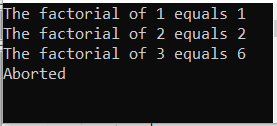 The factorial of 1 equals 1
The factorial of 2 equals 2
The factorial of 3 equals 6
Aborted